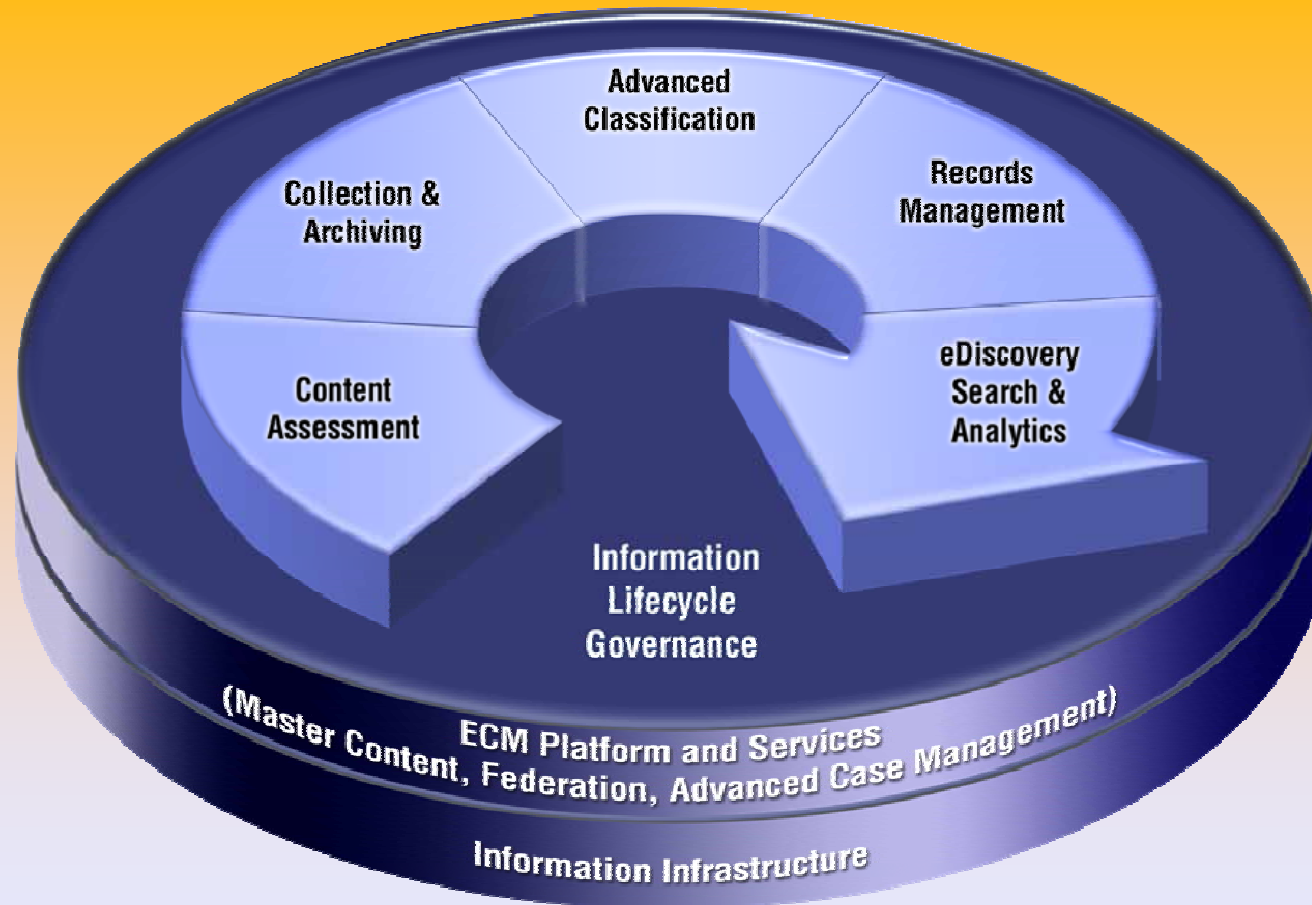 Advanced
Classification
Collection &
Archiving
Records
Management
Content
Assessment
eDiscovery
Search &
Analytics
Information
Lifecycle
Governance
ECM Platform and Services
(Master Content, Federation, Advanced Case Management)
Information Infrastructure